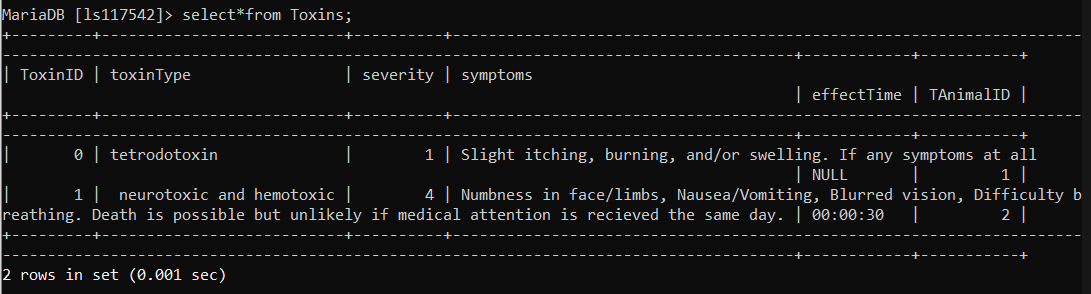 MariaDB [ls117542]> select*from Toxins;
+---------+------------------------+----------+----------------------------------------------------------------
--------------------------------------------------------------------------------+------------+-----------+
| ToxinID | toxinType              | severity | symptoms
                                                                                | effectTime | TAnimalID |
+---------+------------------------+----------+----------------------------------------------------------------
--------------------------------------------------------------------------------+------------+-----------+
|       0 | tetrodotoxin           |        1 | Slight itching, burning, and/or swelling. If any symptoms at all
                                                                                | NULL       |         1 |
|       1 |  neurotoxic and hemotoxic |        4 | Numbness in face/limbs, Nausea/Vomiting, Blurred vision, Difficulty b
reathing. Death is possible but unlikely if medical attention is recieved the same day. | 00:00:30   |         2 |
+---------+------------------------+----------+----------------------------------------------------------------
--------------------------------------------------------------------------------+------------+-----------+
2 rows in set (0.001 sec)